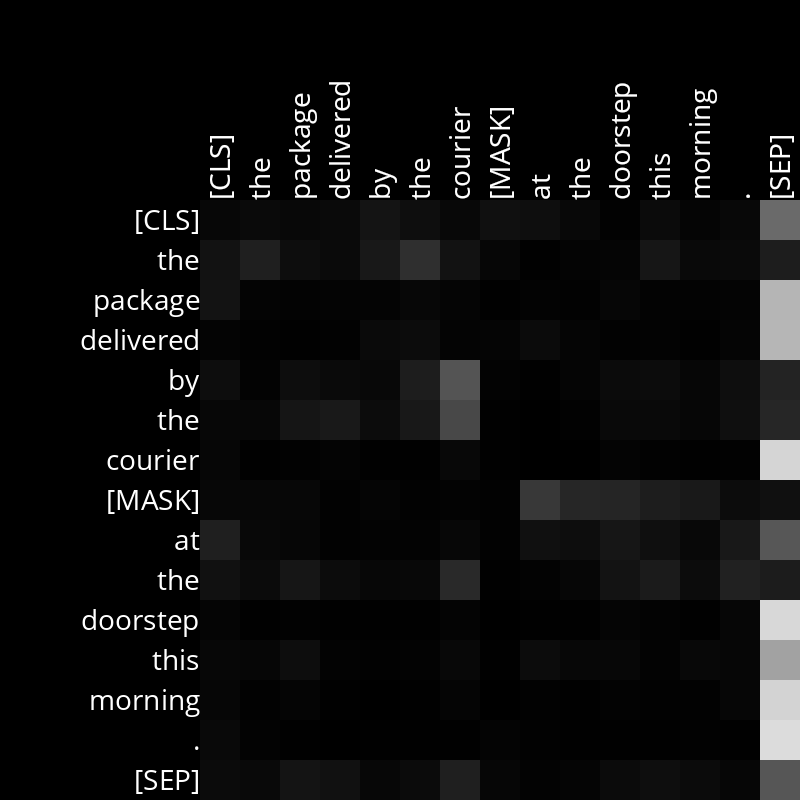 [CLS] the package delivered by the courier [MASK] at the doorstep this morning . [SEP]
[CLS]
the
package
delivered
by
the
courier
[MASK]
at
the
doorstep
this
morning
.
[SEP]